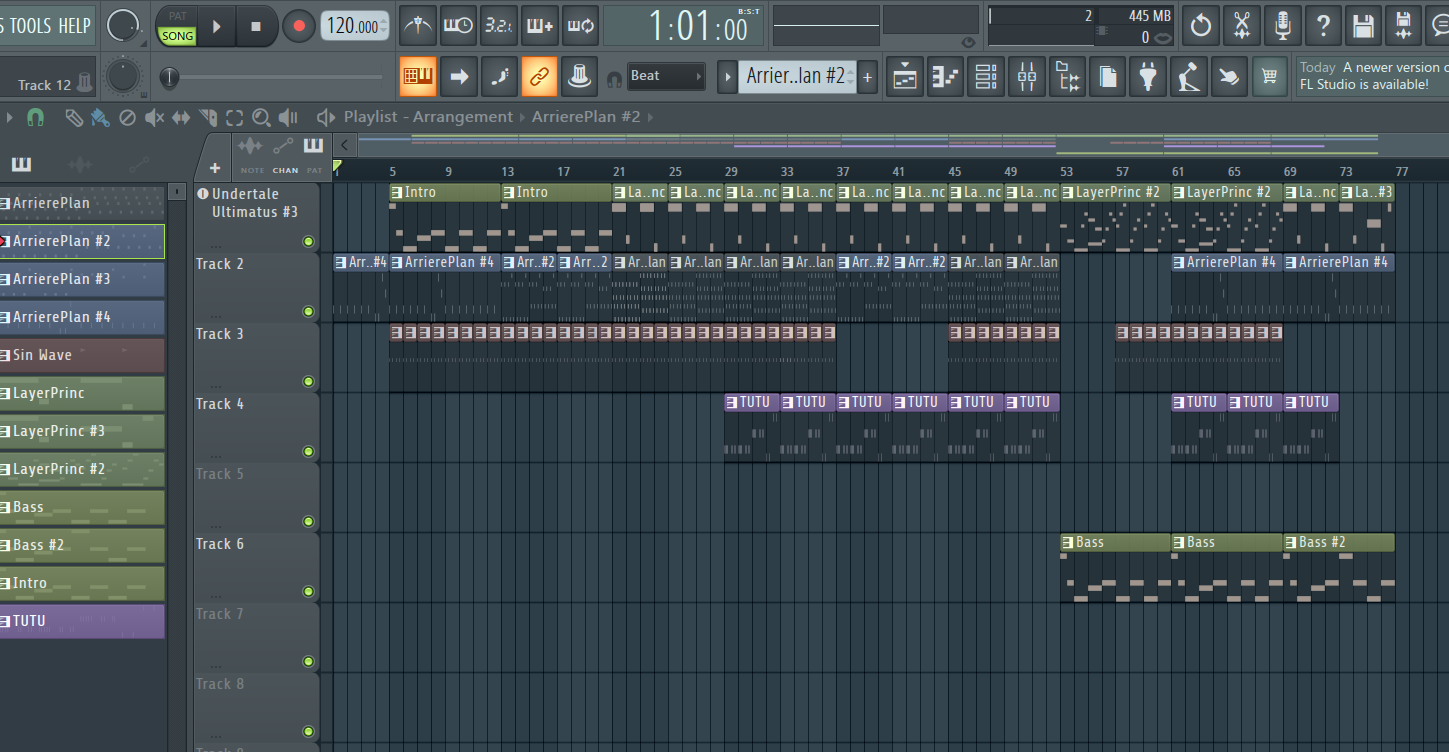 S TOOLS HELP
PAT
SONG
120.000
3.2.
1:01:00
B:S:T
2
445 MB
0
Track 12
Beat
Arrier..lan #2
+
Today A newer version o
FL Studio is available!
Playlist - Arrangement ArrierePlan #2
NOTE CHAN PAT
1 5 9 13 17 21 25 29 33 37 41 45 49 53 57 61 65 69 73 77
ArrierePlan
ArrierePlan #2
ArrierePlan #3
ArrierePlan #4
Sin Wave
LayerPrinc
LayerPrinc #3
LayerPrinc #2
Bass
Bass #2
Intro
TUTU
Undertale
Ultimatus #3
Intro Intro La..nc La..nc La..nc La..nc La..nc La..nc La..nc La..nc LayerPrinc #2 LayerPrinc #2 La..nc La..#3
Track 2
Arr..#4 ArrierePlan #4 Arr..#2 Arr..2 Ar..lan Ar..lan Ar..lan Ar..lan Arr..#2 Arr..#2 Ar..lan Ar..lan ArrierePlan #4 ArrierePlan #4
Track 3
Track 4
TUTU TUTU TUTU TUTU TUTU TUTU TUTU TUTU TUTU
Track 5
Track 6
Bass Bass Bass #2
Track 7
Track 8